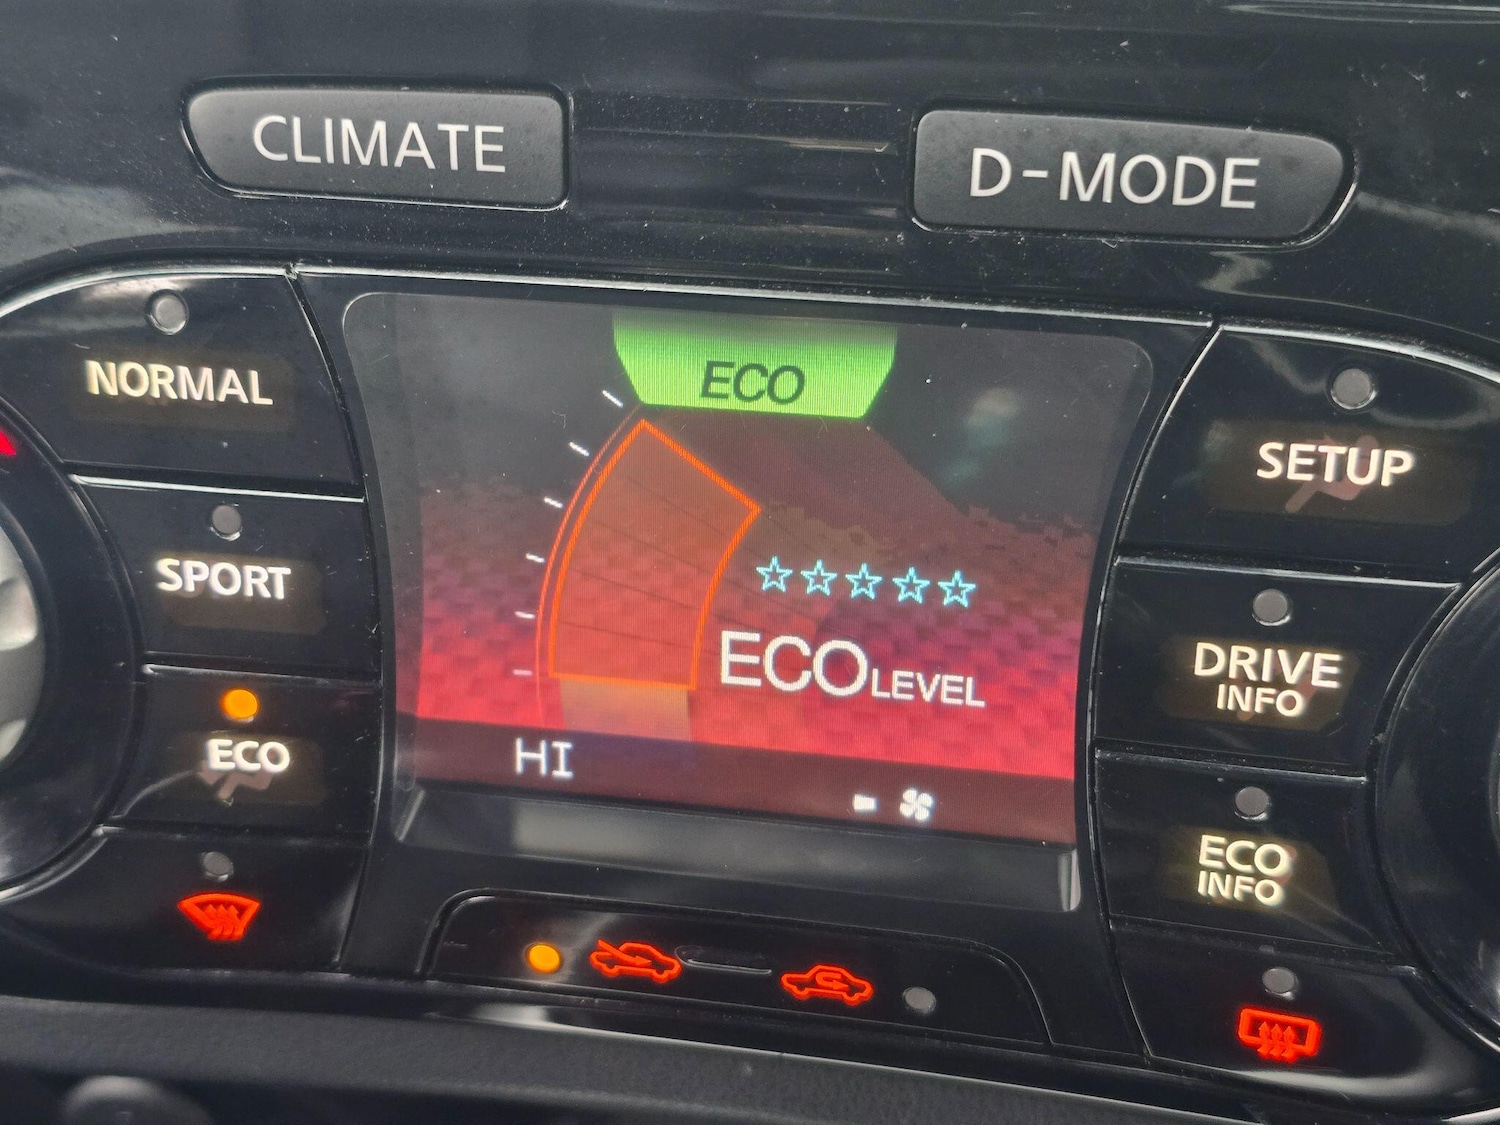 CLIMATE
D-MODE
NORMAL
SPORT
ECO
ECO
ECO LEVEL
HI
SETUP
DRIVE
INFO
ECO
INFO